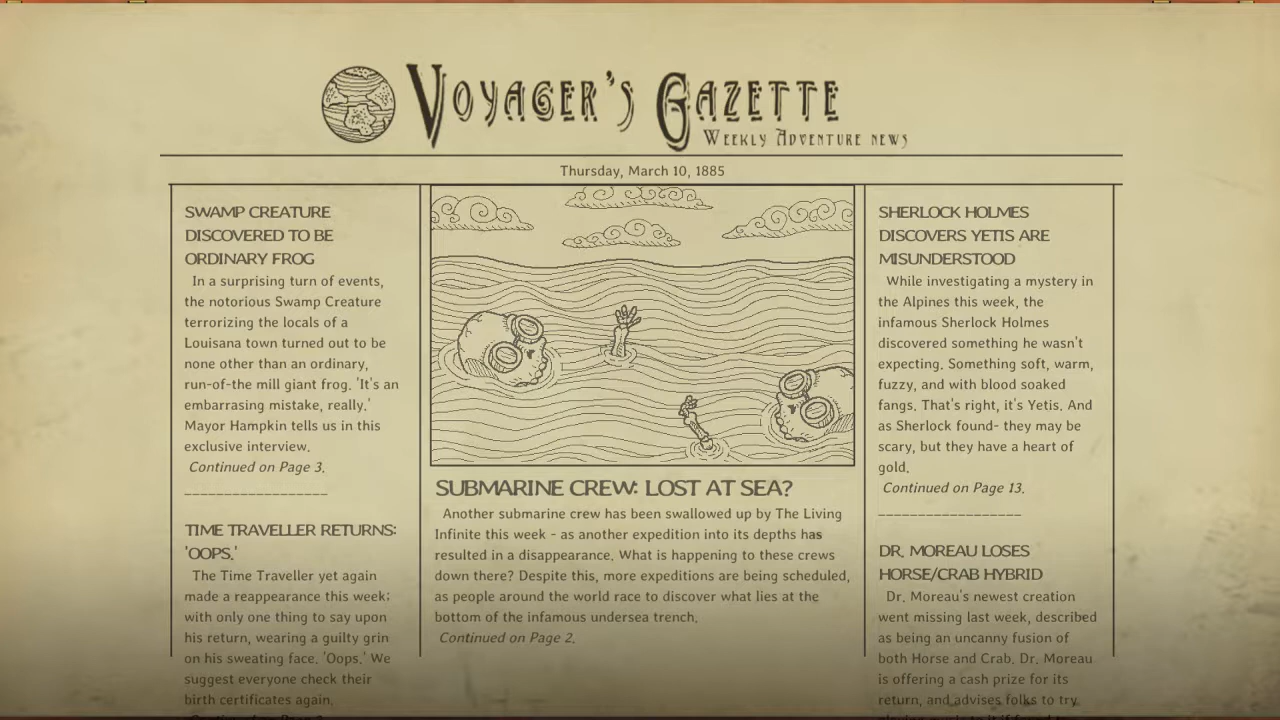 VOYAGER'S GAZETTE
WEEKLY ADVENTURE NEWS
Thursday, March 10, 1885
SWAMP CREATURE
DISCOVERED TO BE
ORDINARY FROG
In a surprising turn of events,
the notorious Swamp Creature
terrorizing the locals of a
Louisana town turned out to be
none other than an ordinary,
run-of-the mill giant frog. 'It's an
embarrasing mistake, really.'
Mayor Hampkin tells us in this
exclusive interview.
Continued on Page 3.
___________________
TIME TRAVELLER RETURNS:
'OOPS.'
The Time Traveller yet again
made a reappearance this week;
with only one thing to say upon
his return, wearing a guilty grin
on his sweating face. 'Oops.' We
suggest everyone check their
birth certificates again.
SUBMARINE CREW: LOST AT SEA?
Another submarine crew has been swallowed up by The Living
Infinite this week - as another expedition into its depths has
resulted in a disappearance. What is happening to these crews
down there? Despite this, more expeditions are being scheduled,
as people around the world race to discover what lies at the
bottom of the infamous undersea trench.
Continued on Page 2.
SHERLOCK HOLMES
DISCOVERS YETIS ARE
MISUNDERSTOOD
While investigating a mystery in
the Alpines this week, the
infamous Sherlock Holmes
discovered something he wasn't
expecting. Something soft, warm,
fuzzy, and with blood soaked
fangs. That's right, it's Yetis. And
as Sherlock found- they may be
scary, but they have a heart of
gold.
Continued on Page 13.
___________________
DR. MOREAU LOSES
HORSE/CRAB HYBRID
Dr. Moreau's newest creation
went missing last week, described
as being an uncanny fusion of
both Horse and Crab. Dr. Moreau
is offering a cash prize for its
return, and advises folks to try